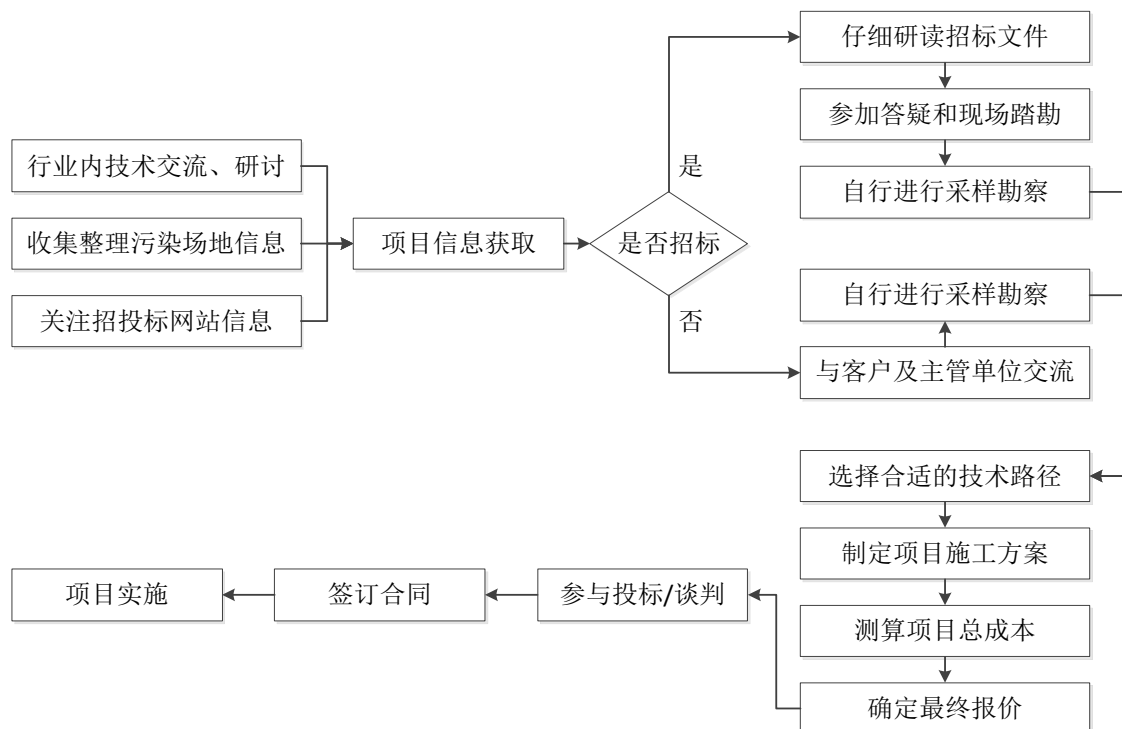 行业内技术交流、研讨
收集整理污染场地信息
关注招投标网站信息
项目信息获取
是否招标
是
仔细研读招标文件
参加答疑和现场踏勘
自行进行采样勘察
否
自行进行采样勘察
与客户及主管单位交流
选择合适的技术路径
制定项目施工方案
测算项目总成本
确定最终报价
参与投标/谈判
签订合同
项目实施